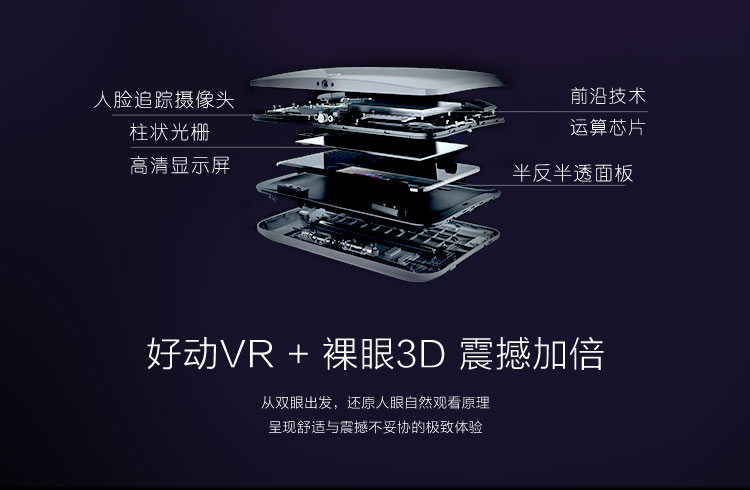 人脸追踪摄像头
前沿技术
柱状光栅
运算芯片
高清显示屏
半反半透面板
好动VR + 裸眼3D 震撼加倍
从双眼出发，还原人眼自然观看原理
呈现舒适与震撼不妥协的极致体验